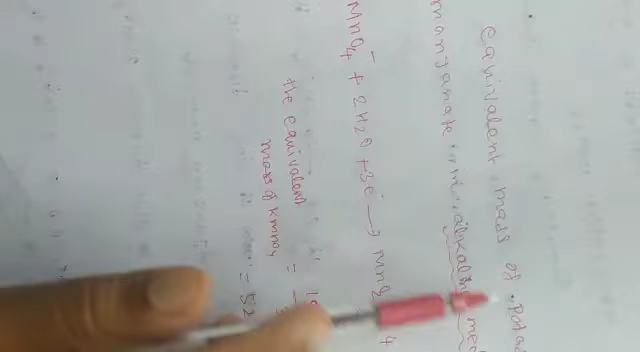 equivalent mass of potas
manganate in alkaline med
MnO4⁻ + 2H2O + 3e⁻ → MnO2 4
the equivalent
mass of KMnO4 =
= 52